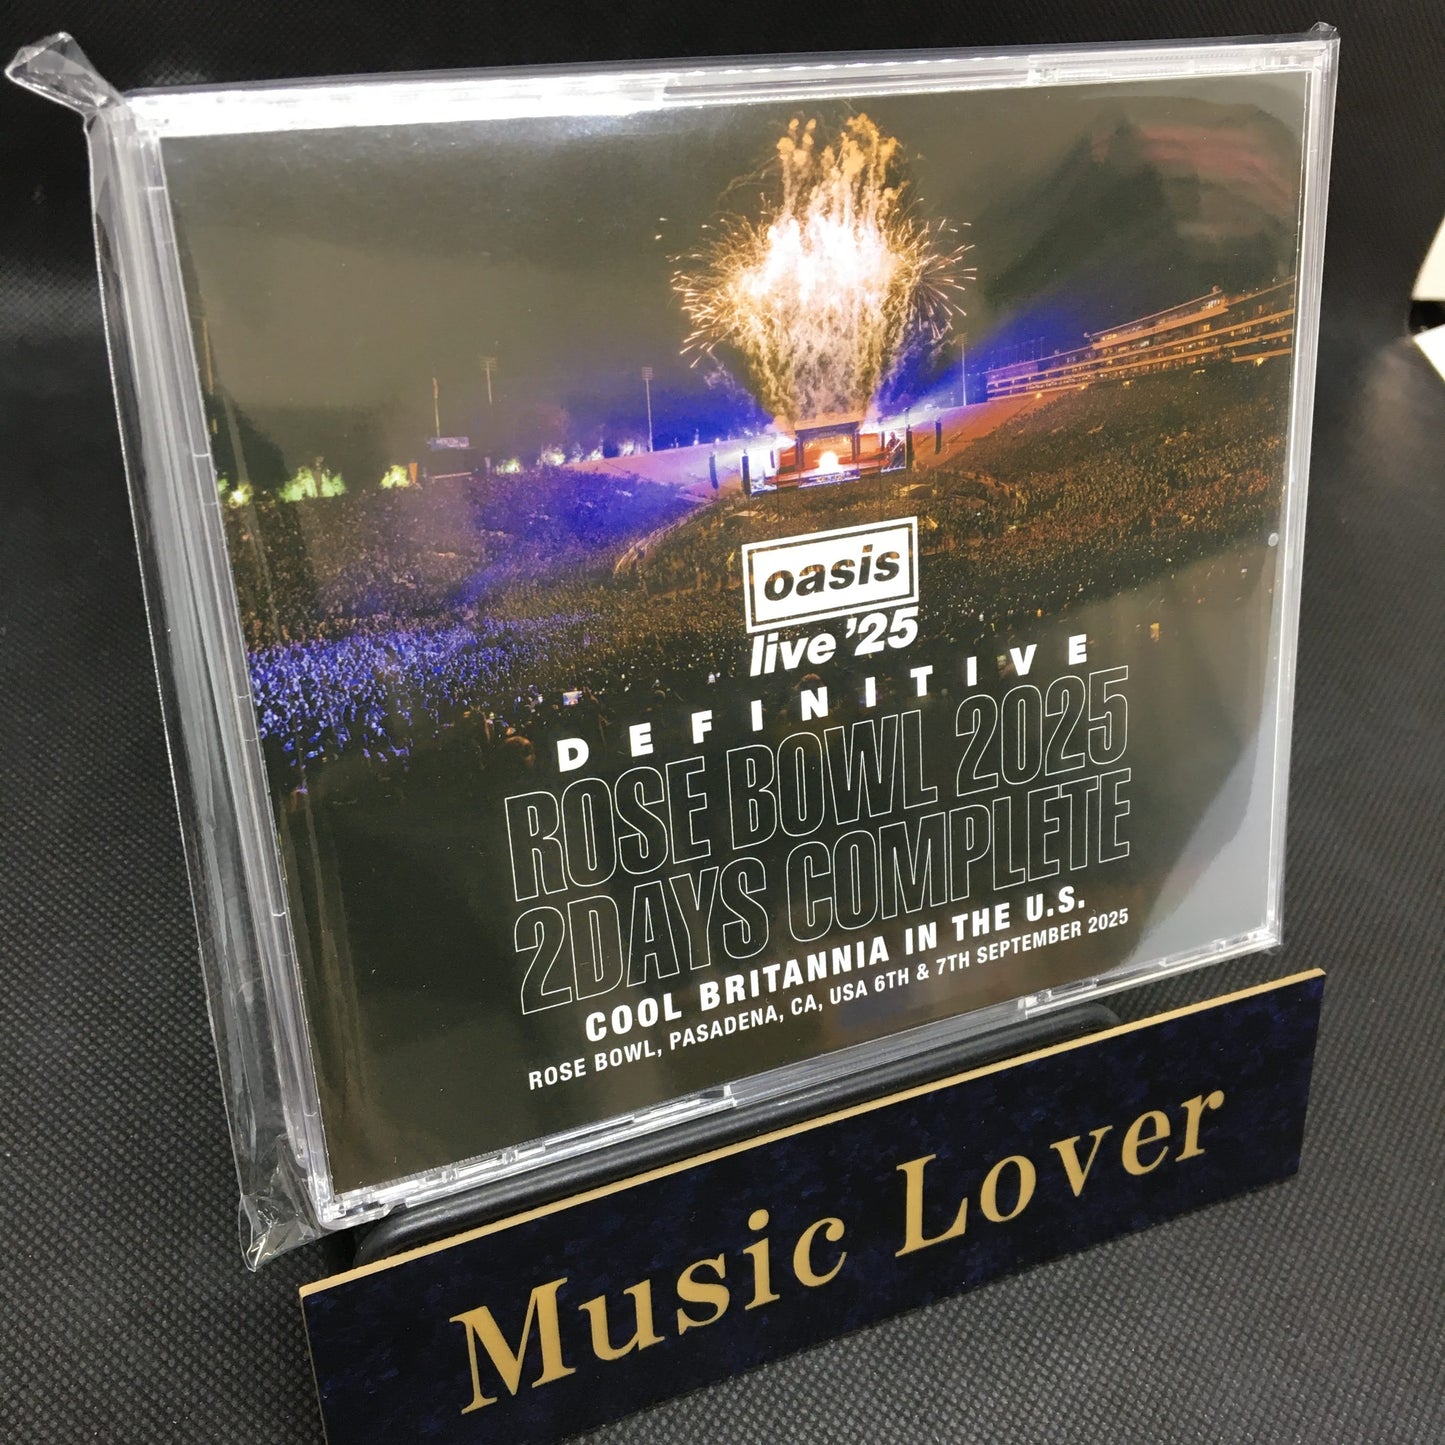 oasis
live '25
DEFINITIVE
ROSE BOWL 2025
2DAYS COMPLETE
COOL BRITANNIA IN THE U.S.
ROSE BOWL, PASADENA, CA, USA 6TH & 7TH SEPTEMBER 2025
Music Lover